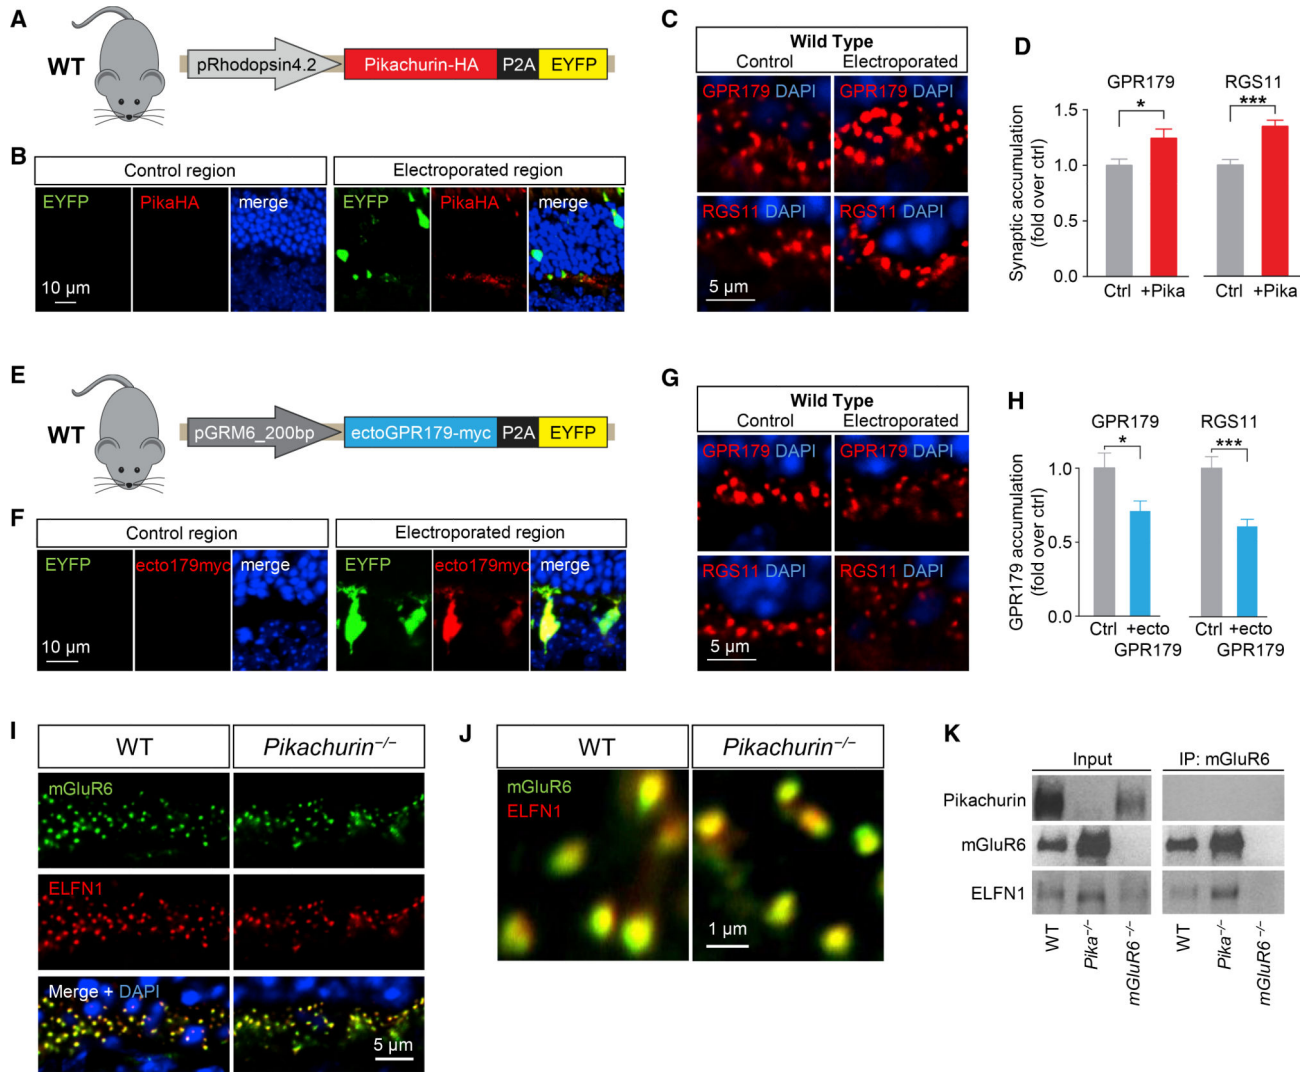 A
WT
pRhodopsin4.2
Pikachurin-HA
P2A
EYFP
B
Control region
Electroporated region
EYFP
PikaHA
merge
EYFP
PikaHA
merge
10 µm
C
Wild Type
Control
Electroporated
GPR179 DAPI
GPR179 DAPI
RGS11 DAPI
RGS11 DAPI
5 µm
D
GPR179
RGS11
*
***
Synaptic accumulation
(fold over ctrl)
1.5
1.0
0.5
0.0
Ctrl +Pika
Ctrl +Pika
E
WT
pGRM6_200bp
ectoGPR179-myc
P2A
EYFP
F
Control region
Electroporated region
EYFP
ecto179myc
merge
EYFP
ecto179myc
merge
10 µm
G
Wild Type
Control
Electroporated
GPR179 DAPI
GPR179 DAPI
RGS11 DAPI
RGS11 DAPI
5 µm
H
GPR179
RGS11
*
***
GPR179 accumulation
(fold over ctrl)
1.0
0.5
0.0
Ctrl +ecto
GPR179
Ctrl +ecto
GPR179
I
WT
Pikachurin–/–
mGluR6
ELFN1
Merge + DAPI
5 µm
J
WT
Pikachurin–/–
mGluR6
ELFN1
1 µm
K
Input
IP: mGluR6
Pikachurin
mGluR6
ELFN1
WT
Pika–/–
mGluR6–/–
WT
Pika–/–
mGluR6–/–